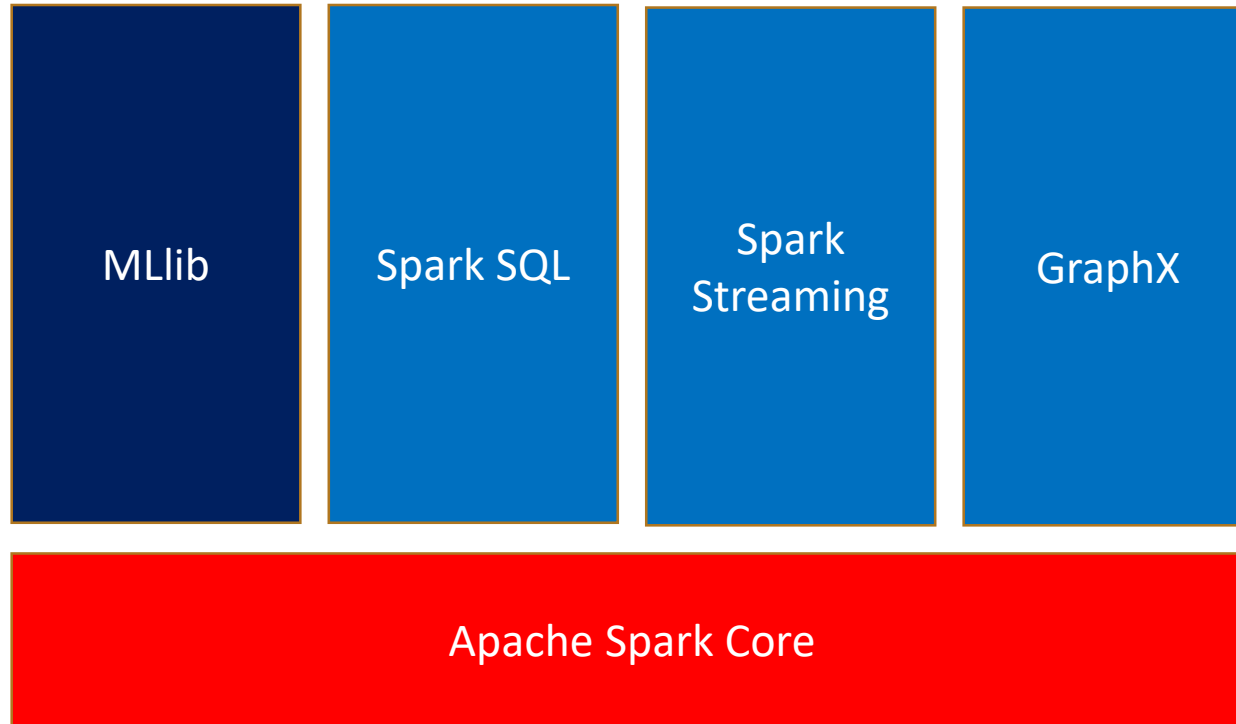 MLlib
Spark SQL
Spark
Streaming
GraphX
Apache Spark Core